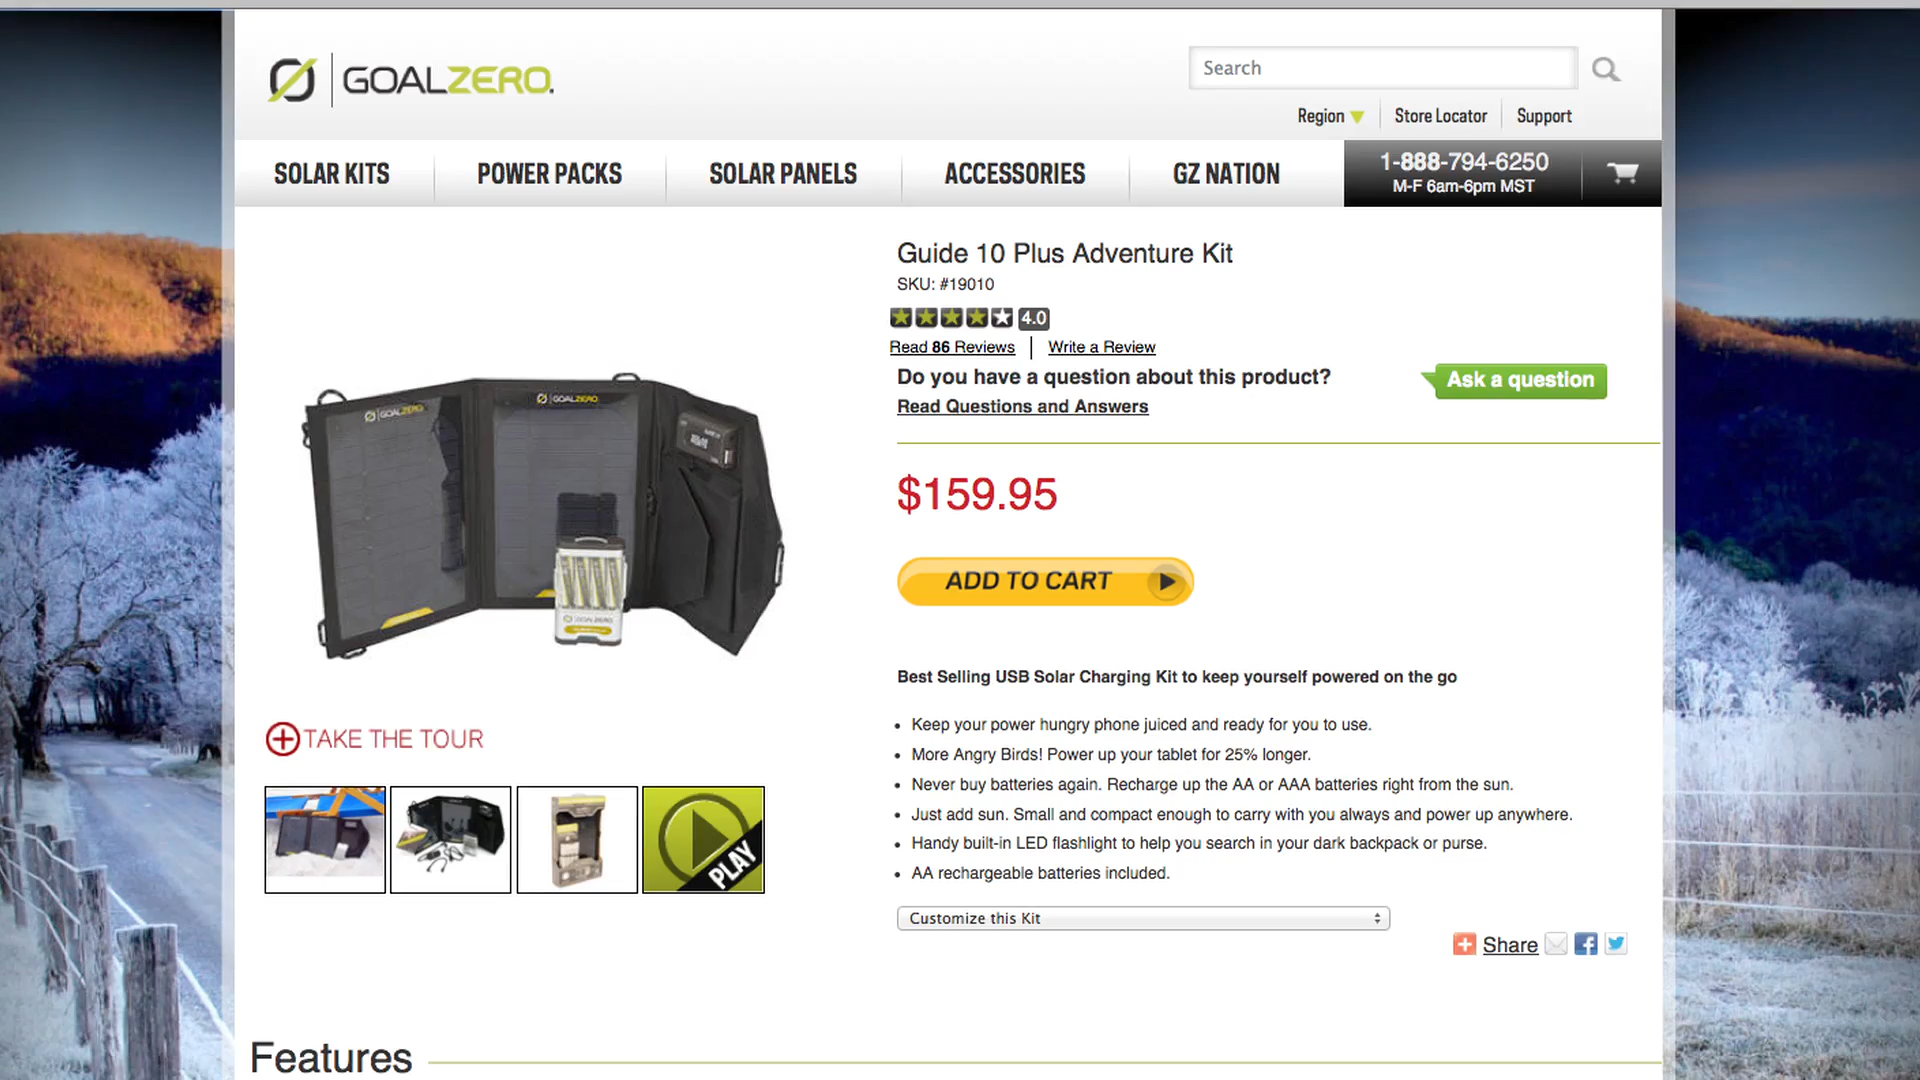 GOALZERO.
Search
Region
Store Locator
Support
SOLAR KITS
POWER PACKS
SOLAR PANELS
ACCESSORIES
GZ NATION
1-888-794-6250
M-F 6am-6pm MST
Guide 10 Plus Adventure Kit
SKU: #19010
4.0
Read 86 Reviews
Write a Review
Do you have a question about this product?
Ask a question
Read Questions and Answers
$159.95
ADD TO CART
GOALZERO
GOALZERO
GOALZERO
TAKE THE TOUR
PLAY
Best Selling USB Solar Charging Kit to keep yourself powered on the go
Keep your power hungry phone juiced and ready for you to use.
More Angry Birds! Power up your tablet for 25% longer.
Never buy batteries again. Recharge up the AA or AAA batteries right from the sun.
Just add sun. Small and compact enough to carry with you always and power up anywhere.
Handy built-in LED flashlight to help you search in your dark backpack or purse.
AA rechargeable batteries included.
Customize this Kit
Share
Features